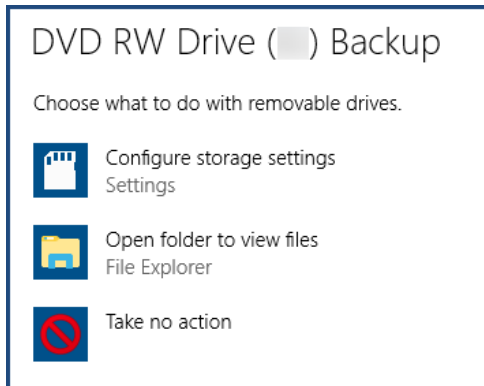 DVD RW Drive ( ) Backup
Choose what to do with removable drives.
Configure storage settings
Settings
Open folder to view files
File Explorer
Take no action